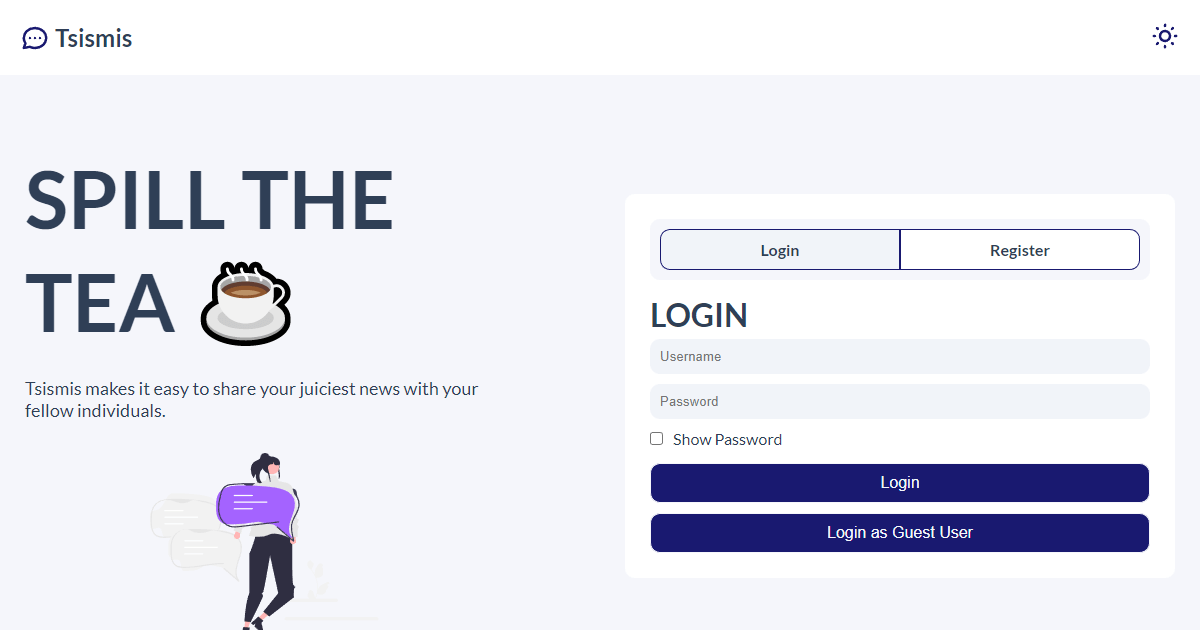 Tsismis
SPILL THE
TEA
Tsismis makes it easy to share your juiciest news with your
fellow individuals.
Login
Register
LOGIN
Username
Password
Show Password
Login
Login as Guest User